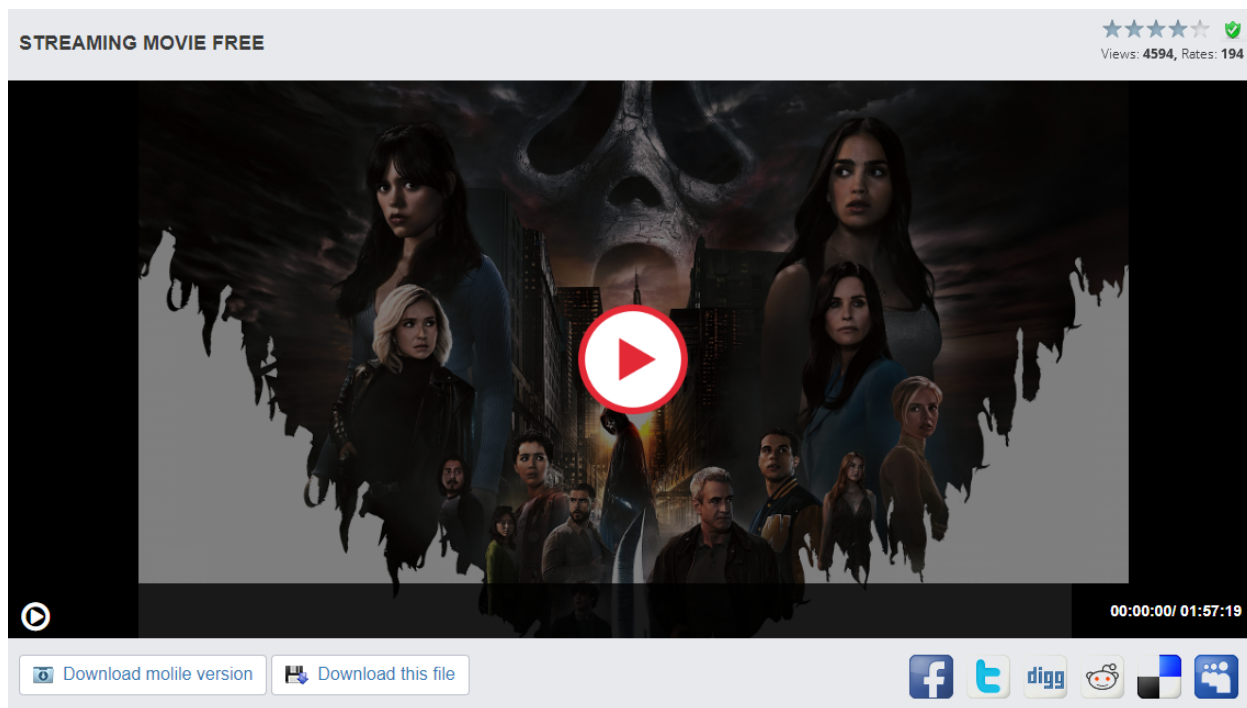 STREAMING MOVIE FREE
Views: 4594, Rates: 194
00:00:00/ 01:57:19
Download molile version
Download this file
digg